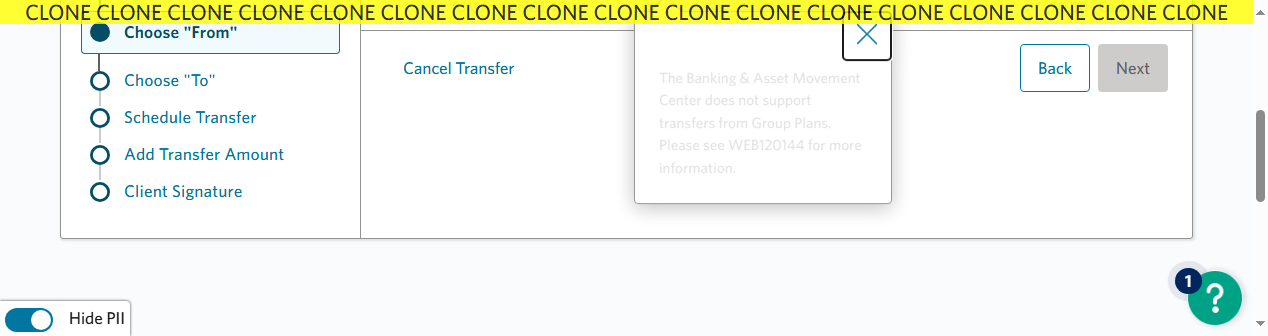 CLONE CLONE CLONE CLONE CLONE CLONE CLONE CLONE CLONE CLONE CLONE CLONE CLONE CLONE CLONE CLONE CLONE
Choose "From"
Choose "To"
Schedule Transfer
Add Transfer Amount
Client Signature
Cancel Transfer
The Banking & Asset Movement
Center does not support
transfers from Group Plans.
Please see WEB120144 for more
information.
Back
Next
Hide PII
1
?